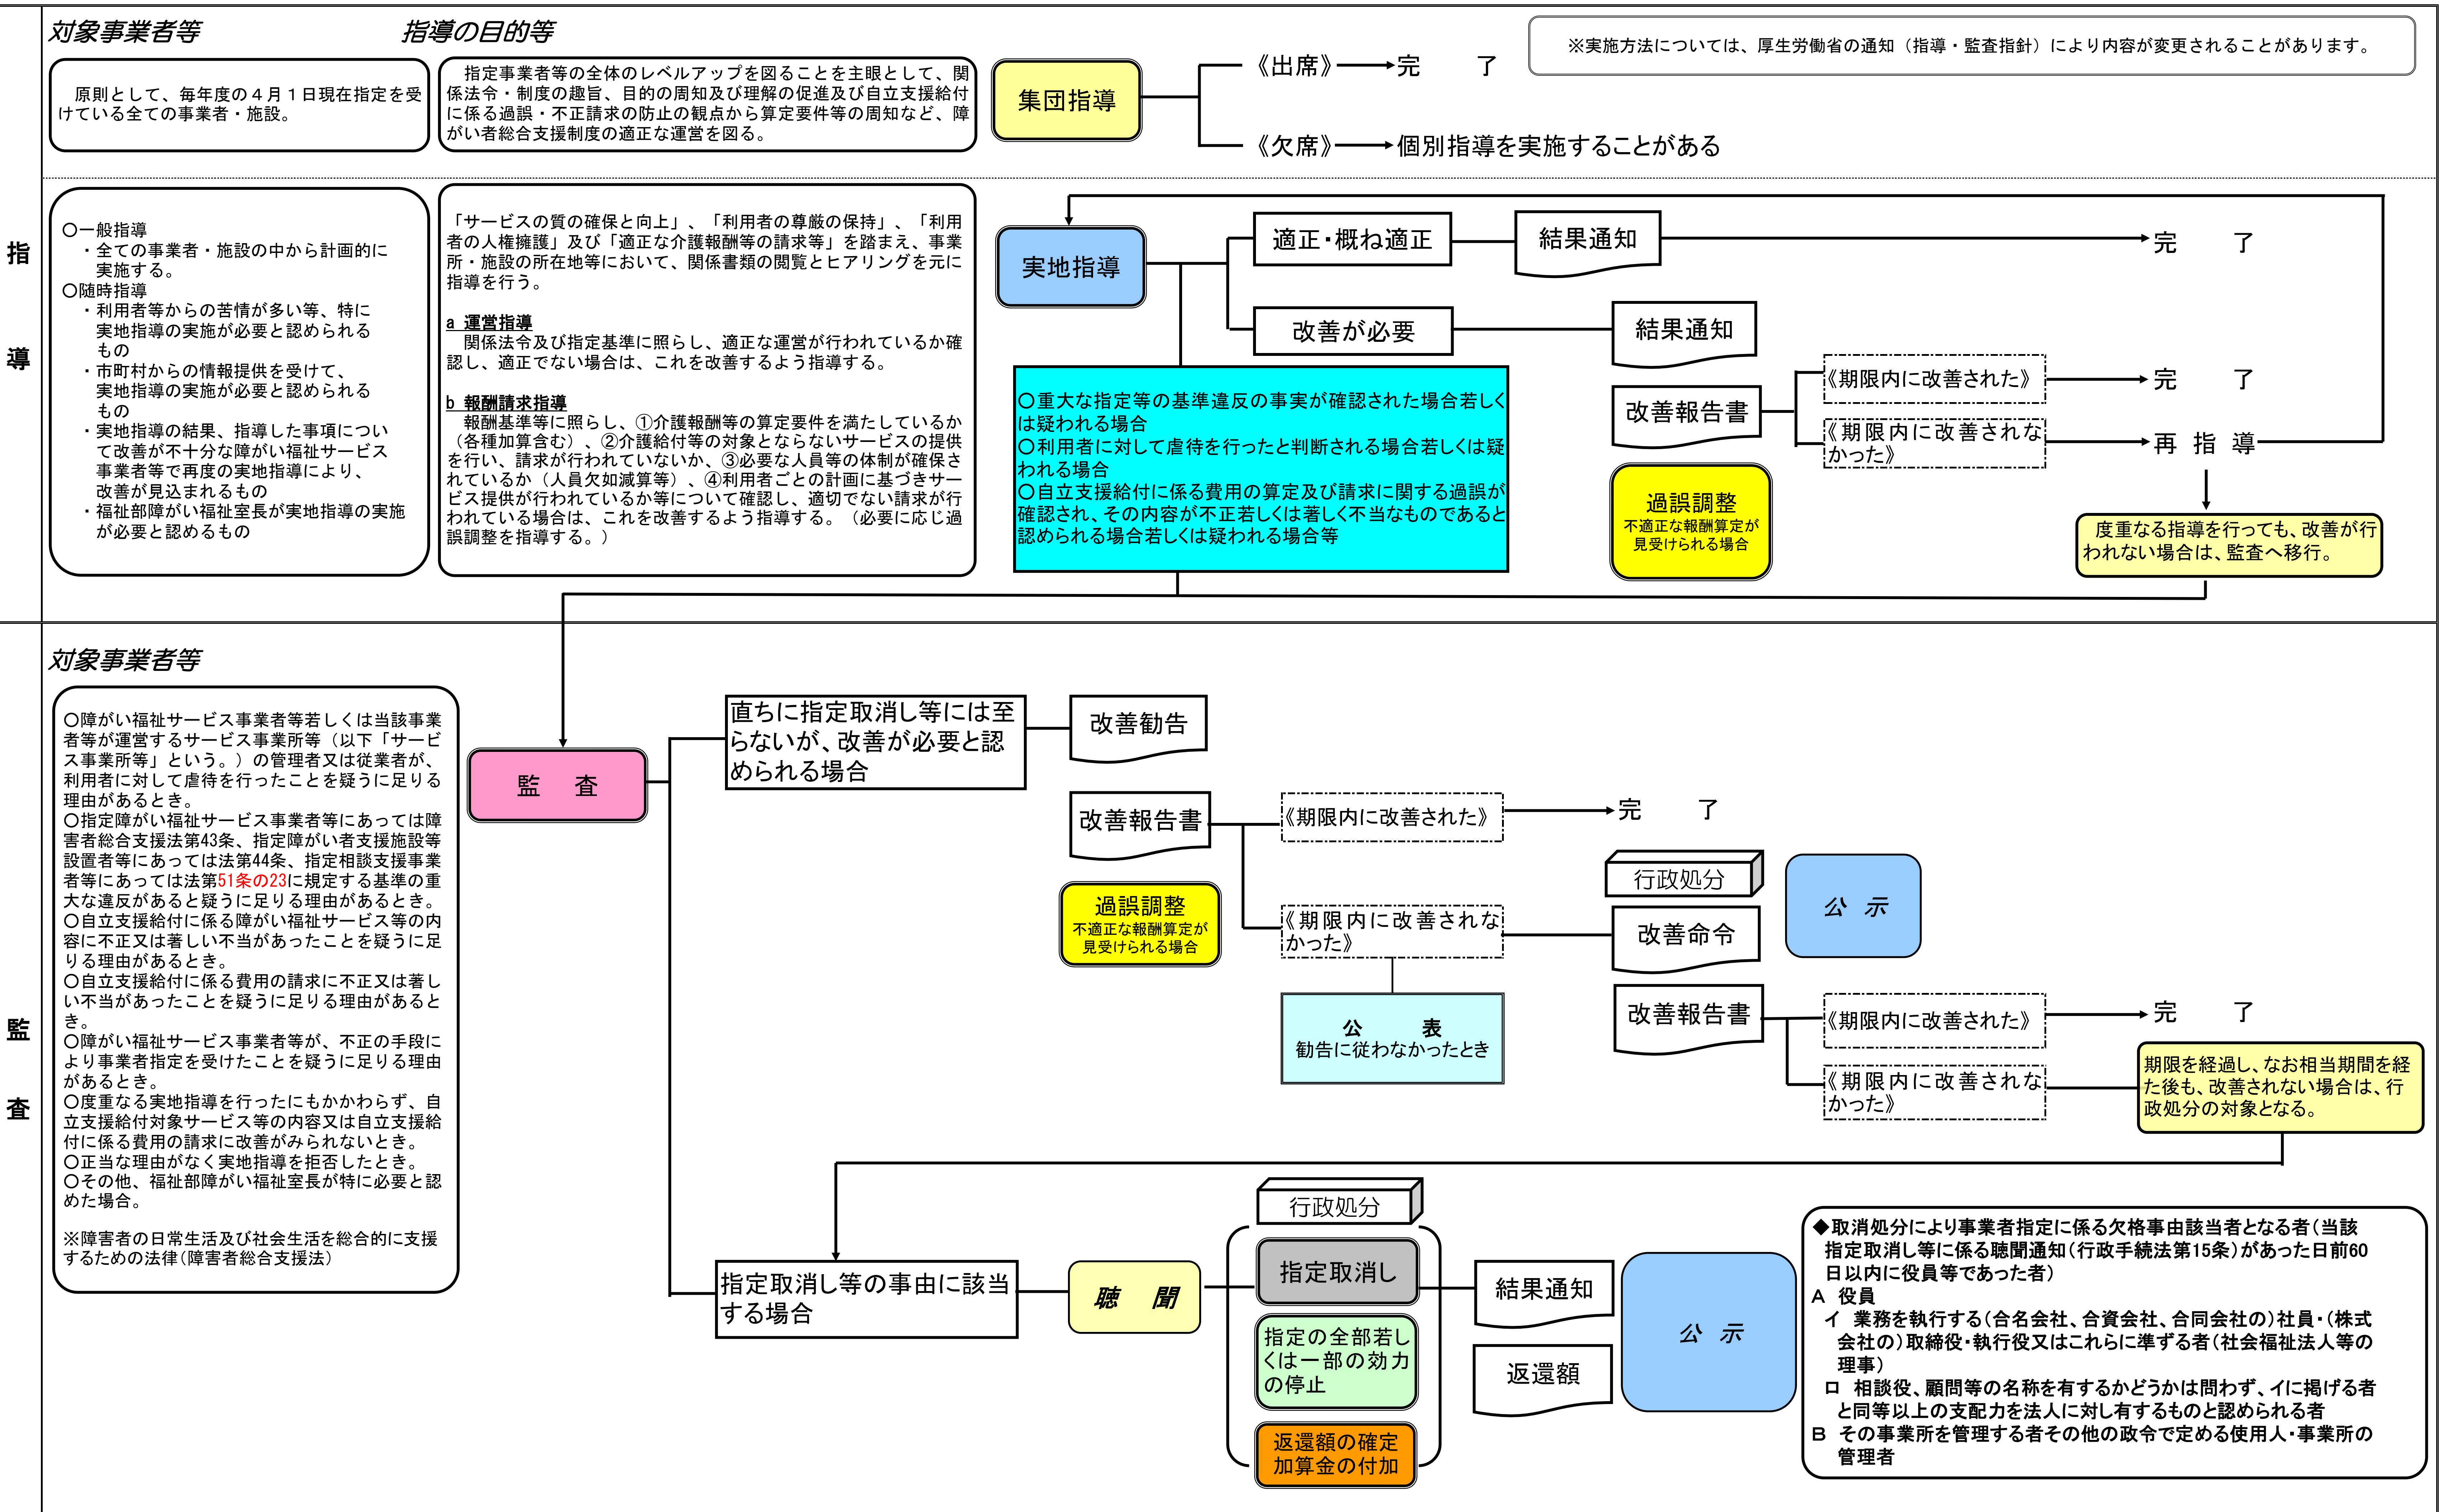 対象事業者等
指導の目的等
※実施方法については、厚生労働省の通知（指導・監査指針）により内容が変更されることがあります。
原則として、毎年度の４月１日現在指定を受
けている全ての事業者・施設。
指定事業者等の全体のレベルアップを図ることを主眼として、関
係法令・制度の趣旨、目的の周知及び理解の促進及び自立支援給付
に係る過誤・不正請求の防止の観点から算定要件等の周知など、障
がい者総合支援制度の適正な運営を図る。
集団指導
《出席》
完　　了
《欠席》
個別指導を実施することがある
指
導
〇一般指導
・全ての事業者・施設の中から計画的に
実施する。
〇随時指導
・利用者等からの苦情が多い等、特に
実地指導の実施が必要と認められる
もの
・市町村からの情報提供を受けて、
実地指導の実施が必要と認められる
もの
・実地指導の結果、指導した事項につい
て改善が不十分な障がい福祉サービス
事業者等で再度の実地指導により、
改善が見込まれるもの
・福祉部障がい福祉室長が実地指導の実施
が必要と認めるもの
「サービスの質の確保と向上」、「利用者の尊厳の保持」、「利用
者の人権擁護」及び「適正な介護報酬等の請求等」を踏まえ、事業
所・施設の所在地等において、関係書類の閲覧とヒアリングを元に
指導を行う。
a 運営指導
関係法令及び指定基準に照らし、適正な運営が行われているか確
認し、適正でない場合は、これを改善するよう指導する。
b 報酬請求指導
報酬基準等に照らし、①介護報酬等の算定要件を満たしているか
（各種加算含む）、②介護給付等の対象とならないサービスの提供
を行い、請求が行われていないか、③必要な人員等の体制が確保さ
れているか（人員欠如減算等）、④利用者ごとの計画に基づきサー
ビス提供が行われているか等について確認し、適切でない請求が行
われている場合は、これを改善するよう指導する。（必要に応じ過
誤調整を指導する。）
実地指導
適正・概ね適正
結果通知
完　　了
改善が必要
結果通知
改善報告書
《期限内に改善された》
完　　了
《期限内に改善されな
かった》
再 指 導
〇重大な指定等の基準違反の事実が確認された場合若しく
は疑われる場合
〇利用者に対して虐待を行ったと判断される場合若しくは疑
われる場合
〇自立支援給付に係る費用の算定及び請求に関する過誤が
確認され、その内容が不正若しくは著しく不当なものであると
認められる場合若しくは疑われる場合等
過誤調整
不適正な報酬算定が
見受けられる場合
度重なる指導を行っても、改善が行
われない場合は、監査へ移行。
監
査
対象事業者等
〇障がい福祉サービス事業者等若しくは当該事業
者等が運営するサービス事業所等（以下「サービ
ス事業所等」という。）の管理者又は従業者が、
利用者に対して虐待を行ったことを疑うに足りる
理由があるとき。
〇指定障がい福祉サービス事業者等にあっては障
害者総合支援法第43条、指定障がい者支援施設等
設置者等にあっては法第44条、指定相談支援事業
者等にあっては法第51条の23に規定する基準の重
大な違反があると疑うに足りる理由があるとき。
〇自立支援給付に係る障がい福祉サービス等の内
容に不正又は著しい不当があったことを疑うに足
りる理由があるとき。
〇自立支援給付に係る費用の請求に不正又は著し
い不当があったことを疑うに足りる理由があると
き。
〇障がい福祉サービス事業者等が、不正の手段に
より事業者指定を受けたことを疑うに足りる理由
があるとき。
〇度重なる実地指導を行ったにもかかわらず、自
立支援給付対象サービス等の内容又は自立支援給
付に係る費用の請求に改善がみられないとき。
〇正当な理由がなく実地指導を拒否したとき。
〇その他、福祉部障がい福祉室長が特に必要と認
めた場合。
※障害者の日常生活及び社会生活を総合的に支援
するための法律（障害者総合支援法）
監　査
直ちに指定取消し等には至
らないが、改善が必要と認
められる場合
改善勧告
改善報告書
《期限内に改善された》
完　　了
過誤調整
不適正な報酬算定が
見受けられる場合
《期限内に改善されな
かった》
行政処分
改善命令
公 示
公　　表
勧告に従わなかったとき
改善報告書
《期限内に改善された》
完　　了
《期限内に改善されな
かった》
期限を経過し、なお相当期間を経
た後も、改善されない場合は、行
政処分の対象となる。
指定取消し等の事由に該当
する場合
聴　聞
行政処分
指定取消し
指定の全部若し
くは一部の効力
の停止
返還額の確定
加算金の付加
結果通知
返還額
公 示
◆取消処分により事業者指定に係る欠格事由該当者となる者（当該
指定取消し等に係る聴聞通知（行政手続法第15条）があった日前60
日以内に役員等であった者）
Ａ　役員
イ　業務を執行する（合名会社、合資会社、合同会社の）社員・（株式
会社の）取締役・執行役又はこれらに準ずる者（社会福祉法人等の
理事）
ロ　相談役、顧問等の名称を有するかどうかは問わず、イに掲げる者
と同等以上の支配力を法人に対し有するものと認められる者
Ｂ　その事業所を管理する者その他の政令で定める使用人・事業所の
管理者